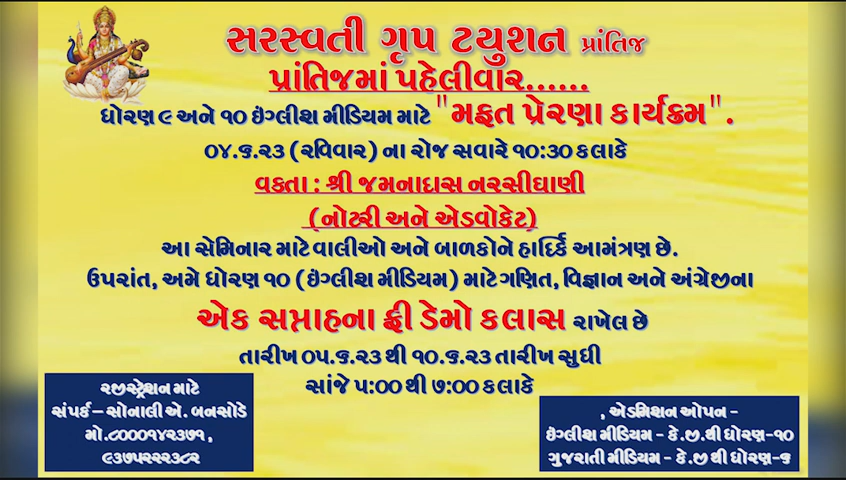 સરસ્વતી ગૃપ ટયુશન પ્રાંતિજ
પ્રાંતિજમાં પહેલીવાર......
ધોરણ ૯ અને ૧૦ ઇંગ્લીશ મીડિયમ માટે "મફત પ્રેરણા કાર્યક્રમ".
૦૪.૬.૨૩ (રવિવાર) ના રોજ સવારે ૧૦:૩૦ કલાકે
વકતા : શ્રી જમનાદાસ નરસીઘાણી
(નોટરી અને એડવોકેટ)
આ સેમિનાર માટે વાલીઓ અને બાળકોને હાર્દિક આમંત્રણ છે.
ઉપરાંત, અમે ધોરણ ૧૦ (ઇંગ્લીશ મીડિયમ) માટે ગણિત, વિજ્ઞાન અને અંગ્રેજીના
એક સપ્તાહના ફ્રી ડેમો કલાસ રાખેલ છે
તારીખ ૦૫.૬.૨૩ થી ૧૦.૬.૨૩ તારીખ સુધી
સાંજે ૫:૦૦ થી ૭:૦૦ કલાકે
રજીસ્ટ્રેશન માટે
સંપર્ક – સોનાલી એ. બનસોડે
મો.૮૦૦૦૧૪૨૩૭૧ ,
૯૩૭૫૨૨૨૩૮૨
, એડમિશન ઓપન –
ઇંગ્લીશ મીડિયમ – કે.જી.થી ધોરણ-૧૦
ગુજરાતી મીડિયમ – કે.જી થી ધોરણ-૬